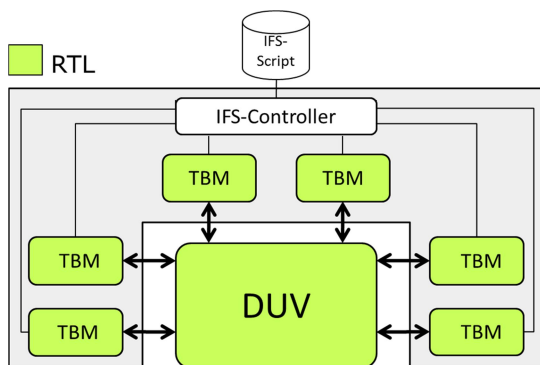 IFS-
Script
RTL
IFS-Controller
TBM
TBM
TBM
TBM
DUV
TBM
TBM